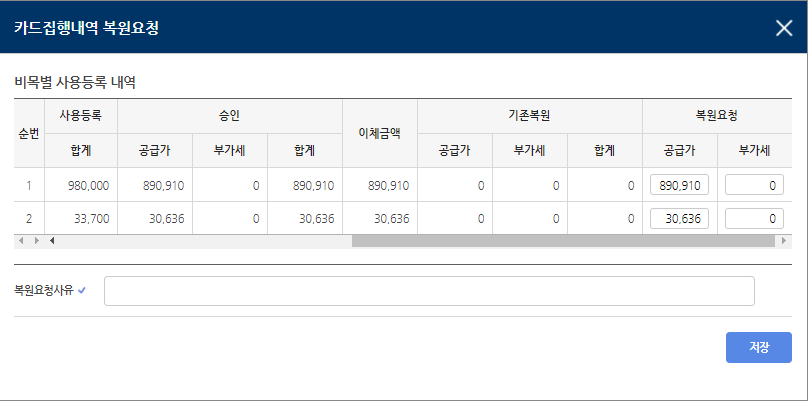 카드집행내역 복원요청
비목별 사용등록 내역
순번 사용등록 승인 이체금액 기존복원 복원요청
합계 공급가 부가세 합계 공급가 부가세 합계 공급가 부가세
1 980,000 890,910 0 890,910 890,910 0 0 0 890,910 0
2 33,700 30,636 0 30,636 30,636 0 0 0 30,636 0
복원요청사유
저장